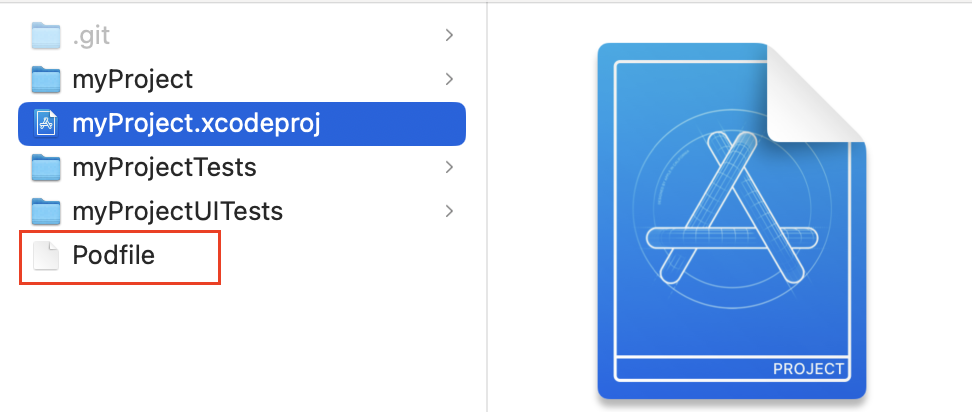 .git
myProject
myProject.xcodeproj
myProjectTests
myProjectUITests
Podfile
PROJECT